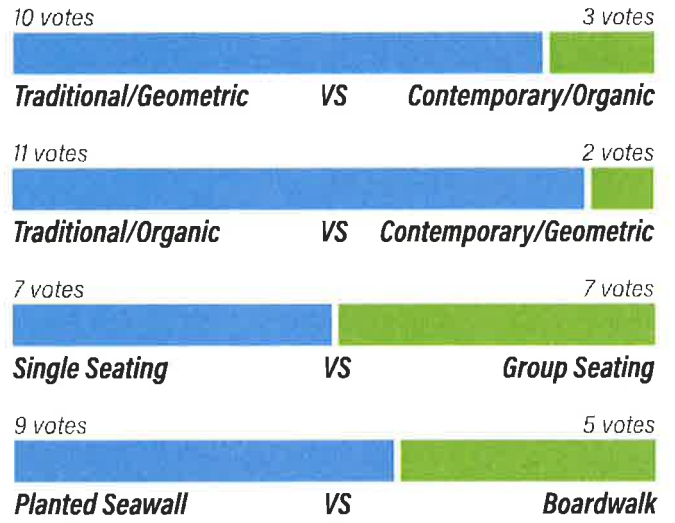 10 votes 3 votes
Traditional/Geometric VS Contemporary/Organic
11 votes 2 votes
Traditional/Organic VS Contemporary/Geometric
7 votes 7 votes
Single Seating VS Group Seating
9 votes 5 votes
Planted Seawall VS Boardwalk